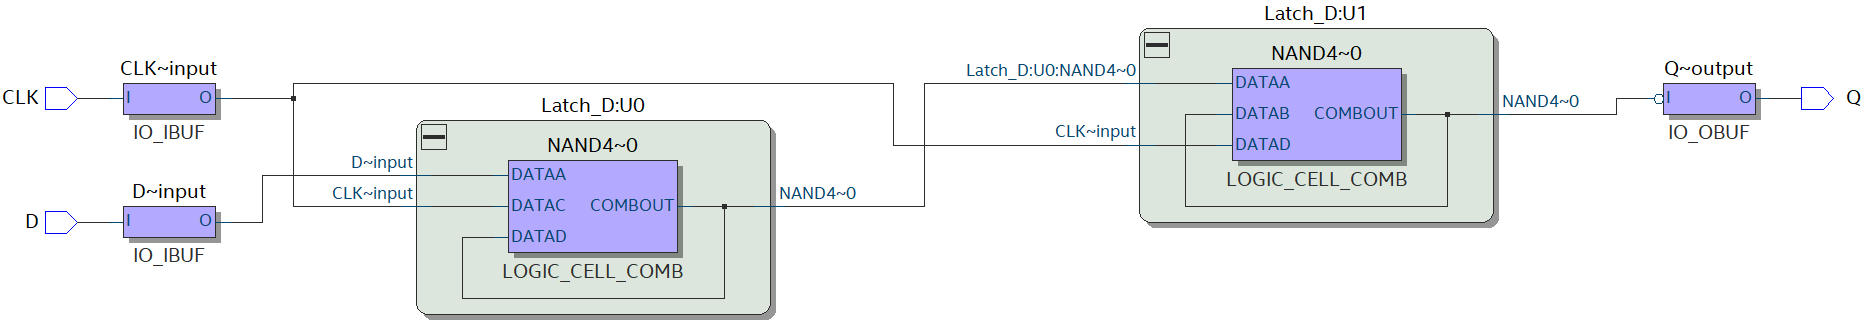 CLK
CLK~input
I
O
IO_IBUF
D
D~input
I
O
IO_IBUF
Latch_D:U0
D~input
CLK~input
NAND4~0
DATAA
DATAC
COMBOUT
DATAD
LOGIC_CELL_COMB
NAND4~0
Latch_D:U1
Latch_D:U0:NAND4~0
CLK~input
NAND4~0
DATAA
DATAB
COMBOUT
DATAD
LOGIC_CELL_COMB
NAND4~0
Q~output
I
O
IO_OBUF
Q